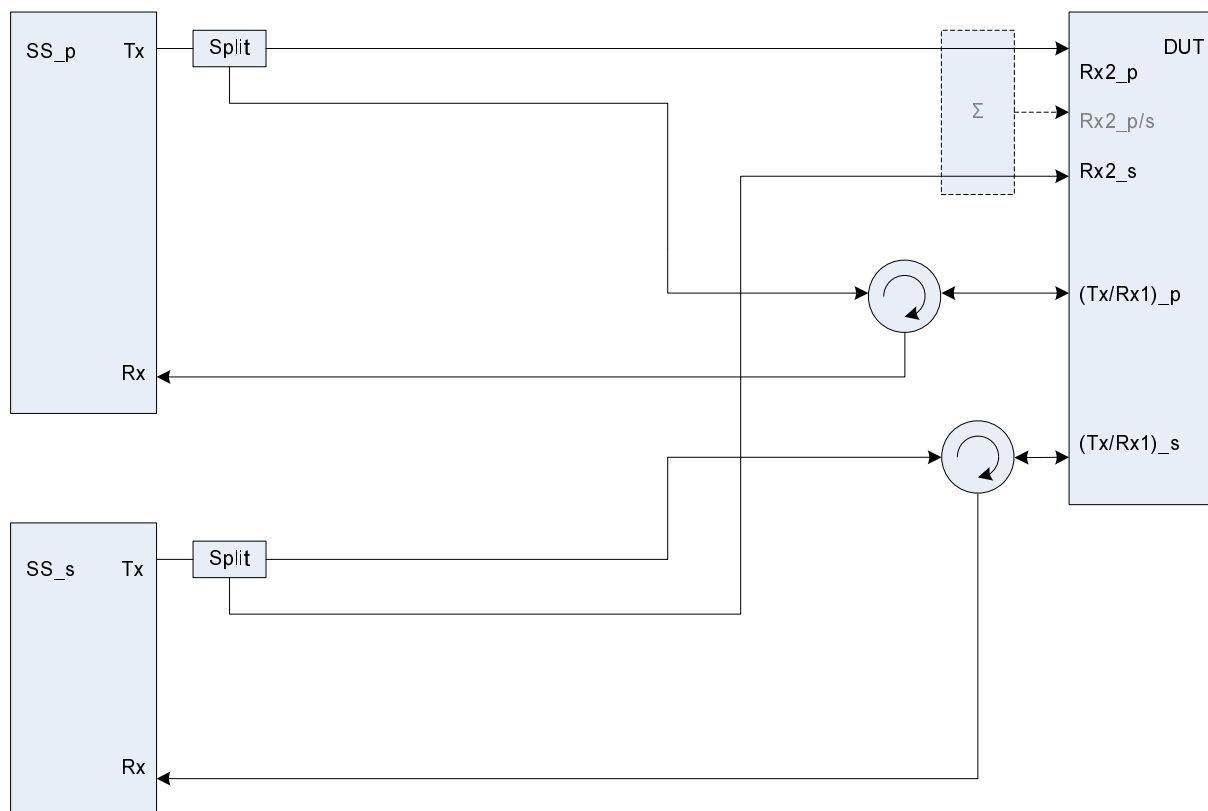 SS_p
Tx
Split
DUT
Rx2_p
Σ
Rx2_p/s
Rx2_s
(Tx/Rx1)_p
Rx
(Tx/Rx1)_s
SS_s
Tx
Split
Rx